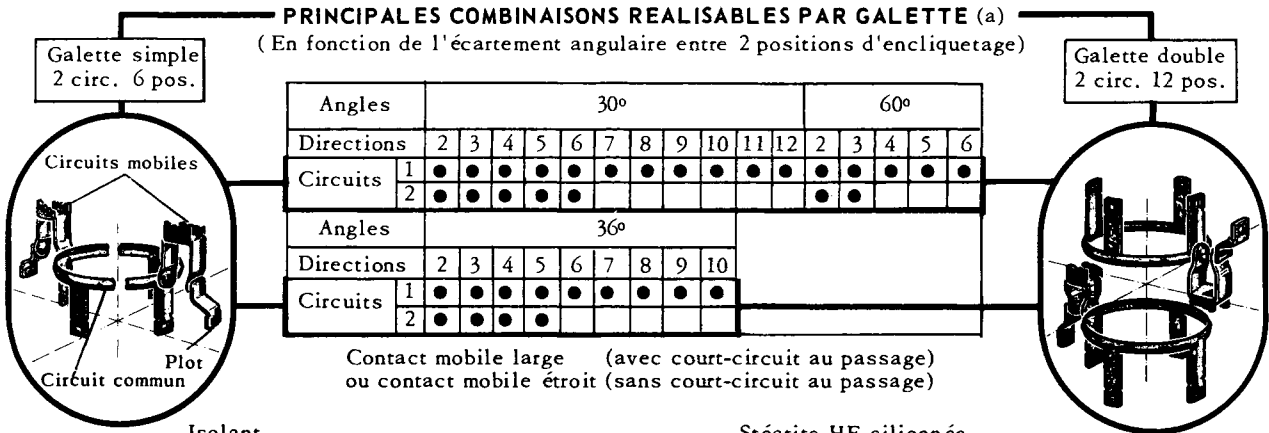 PRINCIPALES COMBINAISONS REALISABLES PAR GALETTE (a)
(En fonction de l'écartement angulaire entre 2 positions d'encliquetage)
Galette simple
2 circ. 6 pos.
Galette double
2 circ. 12 pos.
Angles 30° 60°
Directions 2 3 4 5 6 7 8 9 10 11 12 2 3 4 5 6
Circuits 1 ● ● ● ● ● ● ● ● ● ● ● ● ● ● ● ●
2 ● ● ● ● ● ● ●
Angles 36°
Directions 2 3 4 5 6 7 8 9 10
Circuits 1 ● ● ● ● ● ● ● ● ●
2 ● ● ● ●
Circuits mobiles
Plot
Circuit commun
Contact mobile large (avec court-circuit au passage)
ou contact mobile étroit (sans court-circuit au passage)
Isolant Stéatite HF siliconée